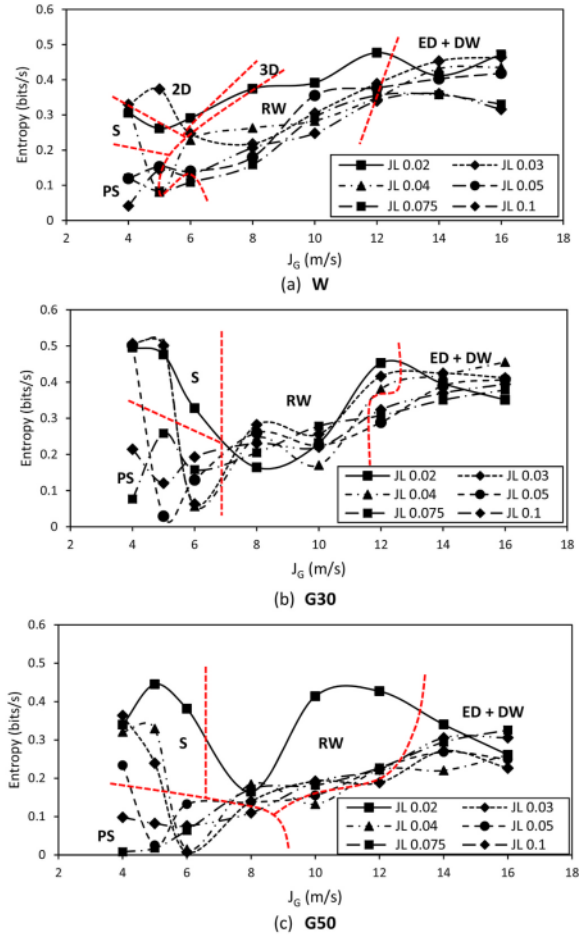 0.6
0.5
0.4
0.3
0.2
0.1
0
Entropy (bits/s)
2D
3D
ED + DW
S
RW
PS
JL 0.02 JL 0.03
JL 0.04 JL 0.05
JL 0.075 JL 0.1
2 4 6 8 10 12 14 16 18
J_G (m/s)
(a) W
0.6
0.5
0.4
0.3
0.2
0.1
0
Entropy (bits/s)
S
RW
ED + DW
PS
JL 0.02 JL 0.03
JL 0.04 JL 0.05
JL 0.075 JL 0.1
2 4 6 8 10 12 14 16 18
J_G (m/s)
(b) G30
0.6
0.5
0.4
0.3
0.2
0.1
0
Entropy (bits/s)
S
RW
ED + DW
PS
JL 0.02 JL 0.03
JL 0.04 JL 0.05
JL 0.075 JL 0.1
2 4 6 8 10 12 14 16 18
J_G (m/s)
(c) G50